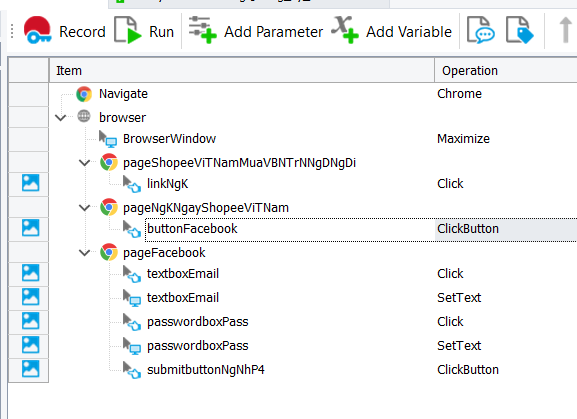 Record Run Add Parameter Add Variable
Item Operation
Navigate Chrome
browser
BrowserWindow Maximize
pageShopeeViTNamMuaVBNTrNNgDNgDi
linkNgK Click
pageNgKNgayShopeeViTNam
buttonFacebook ClickButton
pageFacebook
textboxEmail Click
textboxEmail SetText
passwordboxPass Click
passwordboxPass SetText
submitbuttonNgNhP4 ClickButton